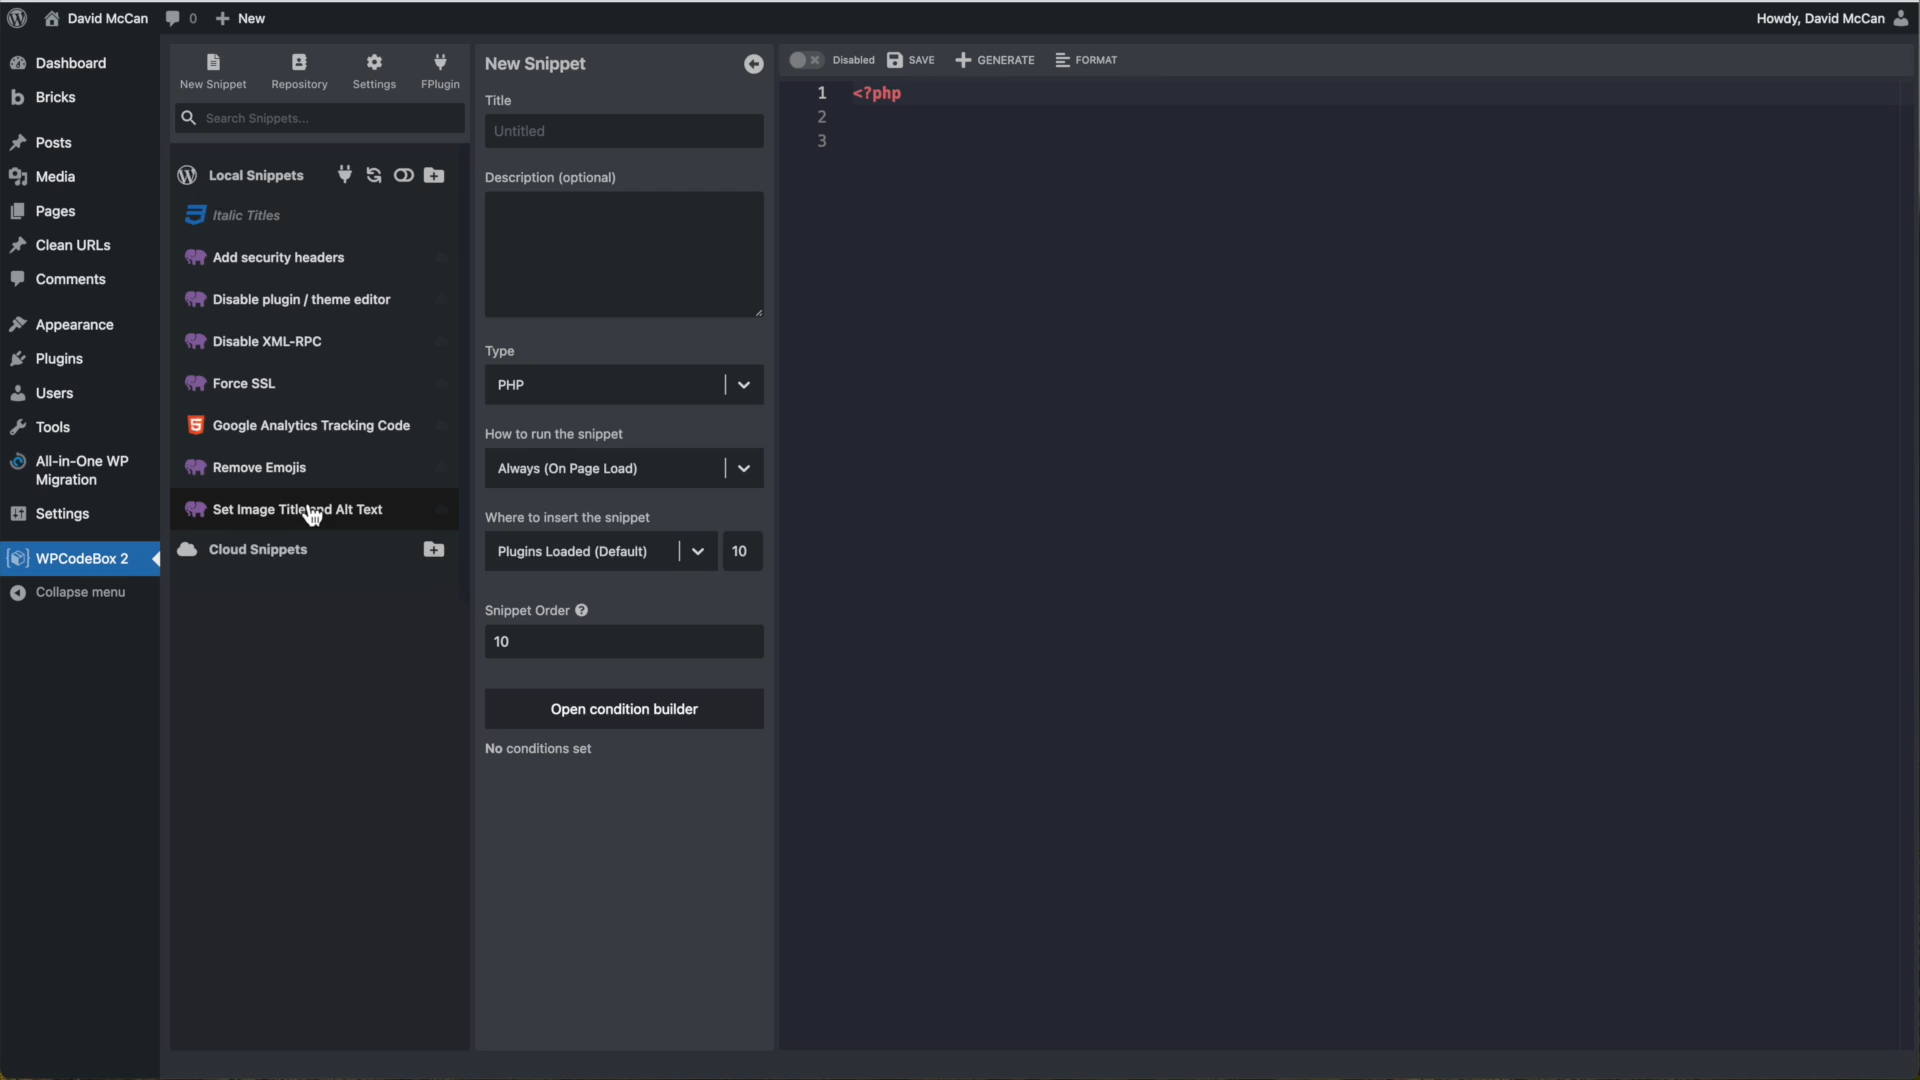 David McCan
0
New
Howdy, David McCan
Dashboard
Bricks
Posts
Media
Pages
Clean URLs
Comments
Appearance
Plugins
Users
Tools
All-in-One WP
Migration
Settings
WPCodeBox 2
Collapse menu
New Snippet
Repository
Settings
FPlugin
Search Snippets...
Local Snippets
Italic Titles
Add security headers
Disable plugin / theme editor
Disable XML-RPC
Force SSL
Google Analytics Tracking Code
Remove Emojis
Set Image Title and Alt Text
Cloud Snippets
New Snippet
Title
Untitled
Description (optional)
Type
PHP
How to run the snippet
Always (On Page Load)
Where to insert the snippet
Plugins Loaded (Default)
10
Snippet Order
10
Open condition builder
No conditions set
Disabled
SAVE
GENERATE
FORMAT
1 <?php
2
3